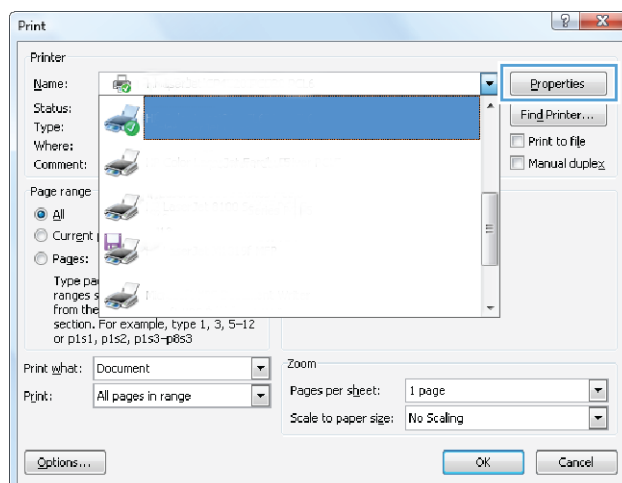 Print
Printer
Name:
Properties
Status:
Find Printer...
Type:
Where:
Print to file
Comment:
Manual duplex
Page range
All
Current
Pages:
Type
ranges
from the
section. For example, type 1, 3, 5–12
or p1s1, p1s2, p1s3–p8s3
Print what: Document
Print: All pages in range
Zoom
Pages per sheet: 1 page
Scale to paper size: No Scaling
Options...
OK
Cancel